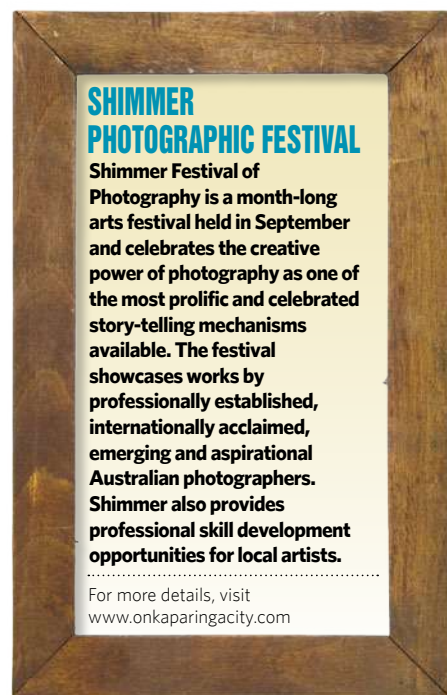 SHIMMER
PHOTOGRAPHIC FESTIVAL
Shimmer Festival of
Photography is a month-long
arts festival held in September
and celebrates the creative
power of photography as one of
the most prolific and celebrated
story-telling mechanisms
available. The festival
showcases works by
professionally established,
internationally acclaimed,
emerging and aspirational
Australian photographers.
Shimmer also provides
professional skill development
opportunities for local artists.
For more details, visit
www.onkaparingacity.com